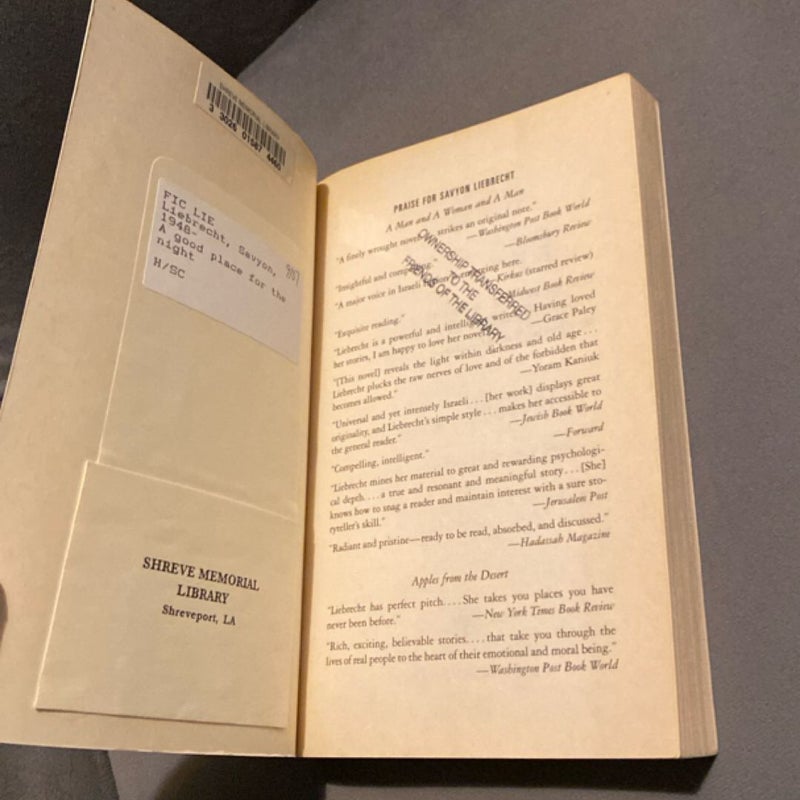 SHREVE MEMORIAL LIBRARY
3 3026 01567 4460
FIC LIE
Liebrecht, Savyon,
1948-
A good place for the
night
H/SC
907
SHREVE MEMORIAL
LIBRARY
Shreveport, LA
PRAISE FOR SAVYON LIEBRECHT
A Man and A Woman and A Man
"A finely wrought novel strikes an original note."
—Washington Post Book World
"Insightful and
—Bloomsbury Review
"A major voice in Israeli emerging here.
—Kirkus (starred review)
"Exquisite reading."
Midwest Book Review
"Liebrecht is a powerful and intelligent writer. Having loved
her stories, I am happy to love her novel."
—Grace Paley
"[This novel] reveals the light within darkness and old age . . .
Liebrecht plucks the raw nerves of love and of the forbidden that
becomes allowed."
—Yoram Kaniuk
"Universal and yet intensely Israeli . . . [her work] displays great
originality, and Liebrecht's simple style . . . makes her accessible to
the general reader."
—Jewish Book World
"Compelling, intelligent."
—Forward
"Liebrecht mines her material to great and rewarding psychologi-
cal depth. . . . a true and resonant and meaningful story . . . [She]
knows how to snag a reader and maintain interest with a sure sto-
ryteller's skill."
—Jerusalem Post
"Radiant and pristine—ready to be read, absorbed, and discussed."
—Hadassah Magazine
Apples from the Desert
"Liebrecht has perfect pitch. . . . She takes you places you have
never been before."
—New York Times Book Review
"Rich, exciting, believable stories. . . . that take you through the
lives of real people to the heart of their emotional and moral being."
—Washington Post Book World
OWNERSHIP TRANSFERRED
TO THE
FRIENDS OF THE LIBRARY